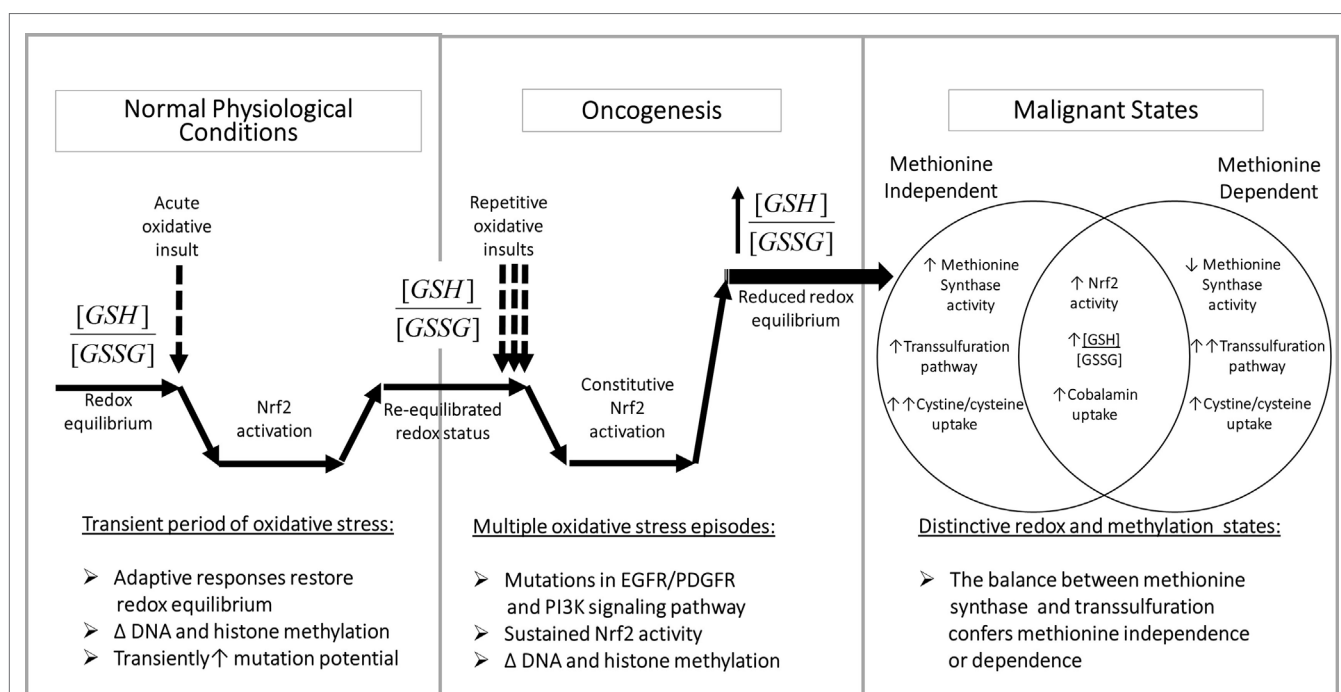 Normal Physiological
Conditions
Acute
oxidative
insult
[GSH]
[GSSG]
Redox
equilibrium
Nrf2
activation
Transient period of oxidative stress:
➢ Adaptive responses restore
redox equilibrium
➢ Δ DNA and histone methylation
➢ Transiently↑ mutation potential
Oncogenesis
Repetitive
oxidative
insults
[GSH]
[GSSG]
Re-equilibrated
redox status
Constitutive
Nrf2
activation
[GSH]
[GSSG]
Reduced redox
equilibrium
Multiple oxidative stress episodes:
➢ Mutations in EGFR/PDGFR
and PI3K signaling pathway
➢ Sustained Nrf2 activity
➢ Δ DNA and histone methylation
Malignant States
Methionine
Independent
Methionine
Dependent
↑ Methionine
Synthase
activity
↑Transsulfuration
pathway
↑↑Cystine/cysteine
uptake
↑ Nrf2
activity
↑[GSH]
[GSSG]
↑Cobalamin
uptake
↓ Methionine
Synthase
activity
↑↑Transsulfuration
pathway
↑Cystine/cysteine
uptake
Distinctive redox and methylation states:
➢ The balance between methionine
synthase and transsulfuration
confers methionine independence
or dependence